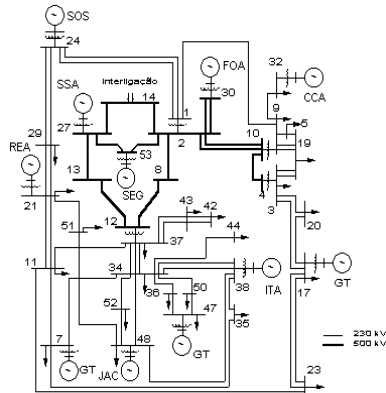 SOS
24
32
SSA
Interligação
FOA
CCA
14
1
30
9
5
29
27
10
19
REA
2
53
13
8
4
SEG
3
21
43
42
12
20
51
37
44
11
34
36
50
38
ITA
GT
17
52
47
35
7
48
GT
230 kV
GT
JAC
500 kV
23